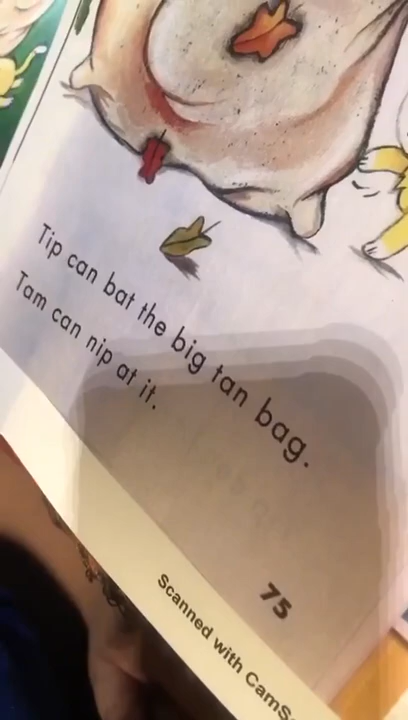 Tip can bat the big tan bag.
Tam can nip at it.
75
Scanned with CamS